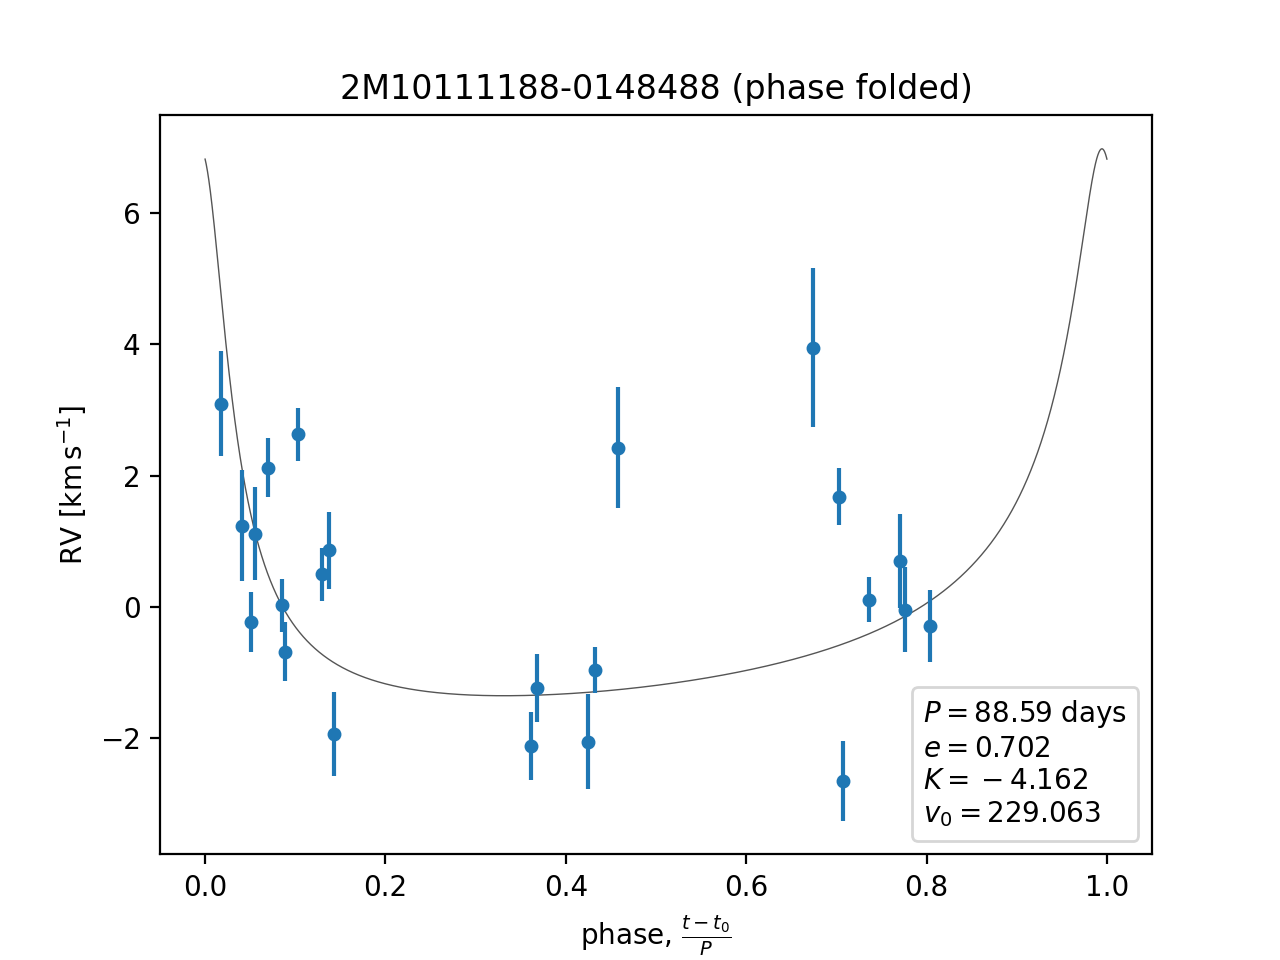 2M10111188-0148488 (phase folded)
RV [km s⁻¹]
6
4
2
0
−2
P = 88.59 days
e = 0.702
K = −4.162
v₀ = 229.063
0.0 0.2 0.4 0.6 0.8 1.0
phase, (t − t₀)/P